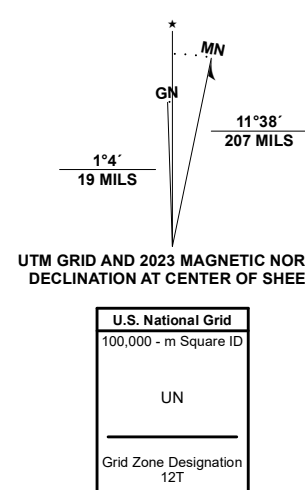 ★
MN
GN
11°38´
207 MILS
1°4´
19 MILS
UTM GRID AND 2023 MAGNETIC NOR
DECLINATION AT CENTER OF SHEE
U.S. National Grid
100,000 - m Square ID
UN
Grid Zone Designation
12T